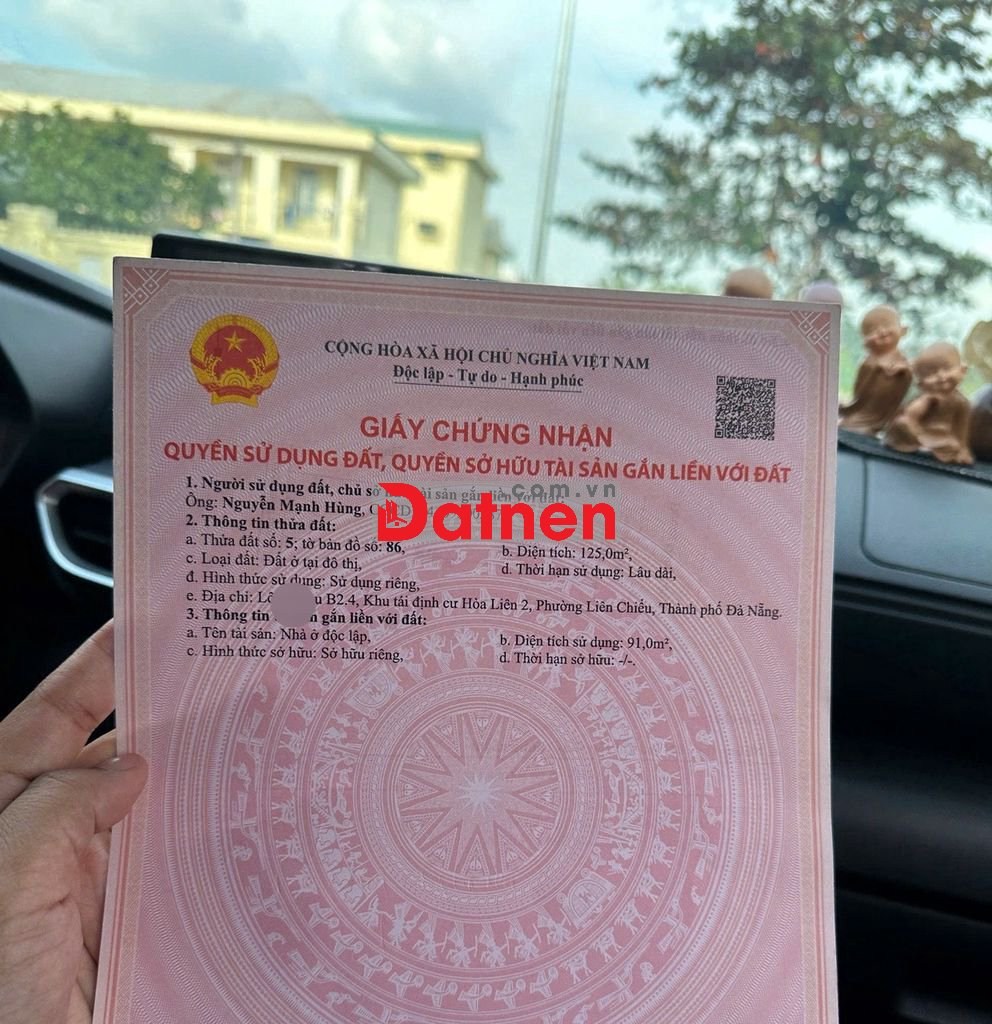 CỘNG HÒA XÃ HỘI CHỦ NGHĨA VIỆT NAM
Độc lập - Tự do - Hạnh phúc
GIẤY CHỨNG NHẬN
QUYỀN SỬ DỤNG ĐẤT, QUYỀN SỞ HỮU TÀI SẢN GẮN LIỀN VỚI ĐẤT
1. Người sử dụng đất, chủ sở tài sản gắn liền với đất:
Ông: Nguyễn Mạnh Hùng,
Datnen
.com.vn
2. Thông tin thửa đất:
a. Thửa đất số: 5; tờ bản đồ số: 86, b. Diện tích: 125,0m²,
c. Loại đất: Đất ở tại đô thị, d. Thời hạn sử dụng: Lâu dài,
đ. Hình thức sử dụng: Sử dụng riêng,
e. Địa chỉ: B2.4, Khu tái định cư Hòa Liên 2, Phường Liên Chiểu, Thành phố Đà Nẵng.
3. Thông tin gắn liền với đất:
a. Tên tài sản: Nhà ở độc lập, b. Diện tích sử dụng: 91,0m²,
c. Hình thức sở hữu: Sở hữu riêng, d. Thời hạn sở hữu: -/-.